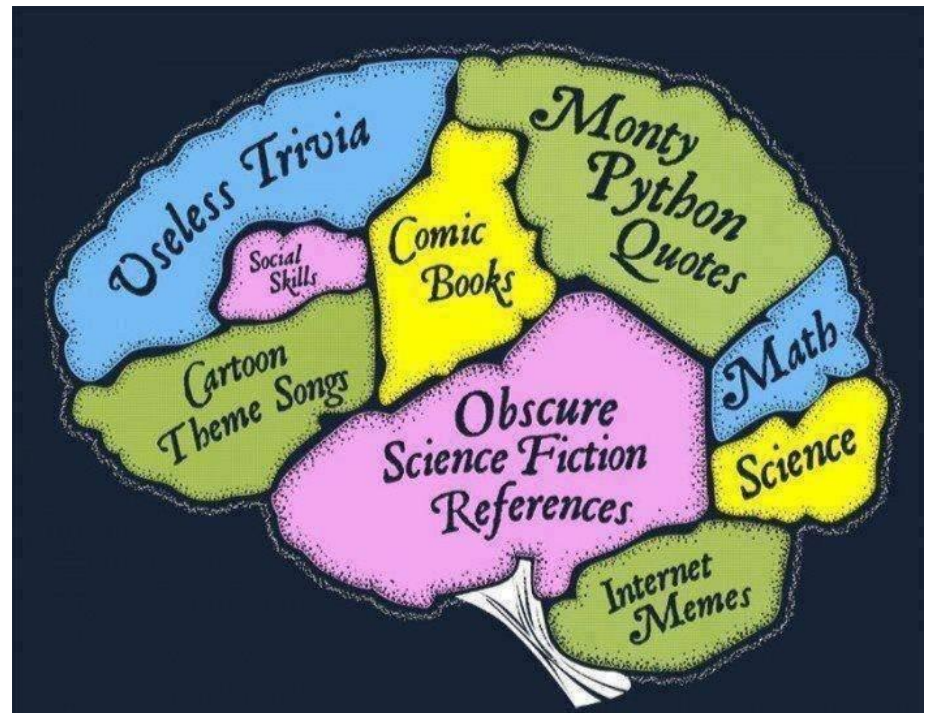 Useless Trivia
Social
Skills
Cartoon
Theme Songs
Comic
Books
Monty
Python
Quotes
Math
Science
Obscure
Science Fiction
References
Internet
Memes